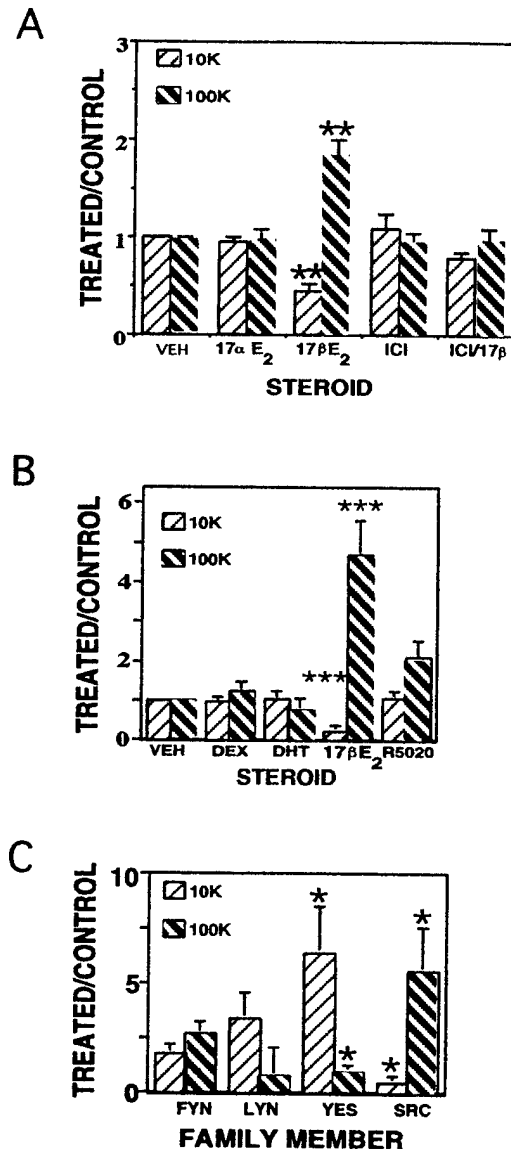 A
3
10K
100K
2
**
TREATED/CONTROL
1
**
0
VEH 17α E2 17βE2 ICI ICI/17β
STEROID
B
6
***
10K
100K
4
TREATED/CONTROL
2
***
0
VEH DEX DHT 17βE2 R5020
STEROID
C
10
10K
*
100K
*
TREATED/CONTROL
5
*
*
0
FYN LYN YES SRC
FAMILY MEMBER